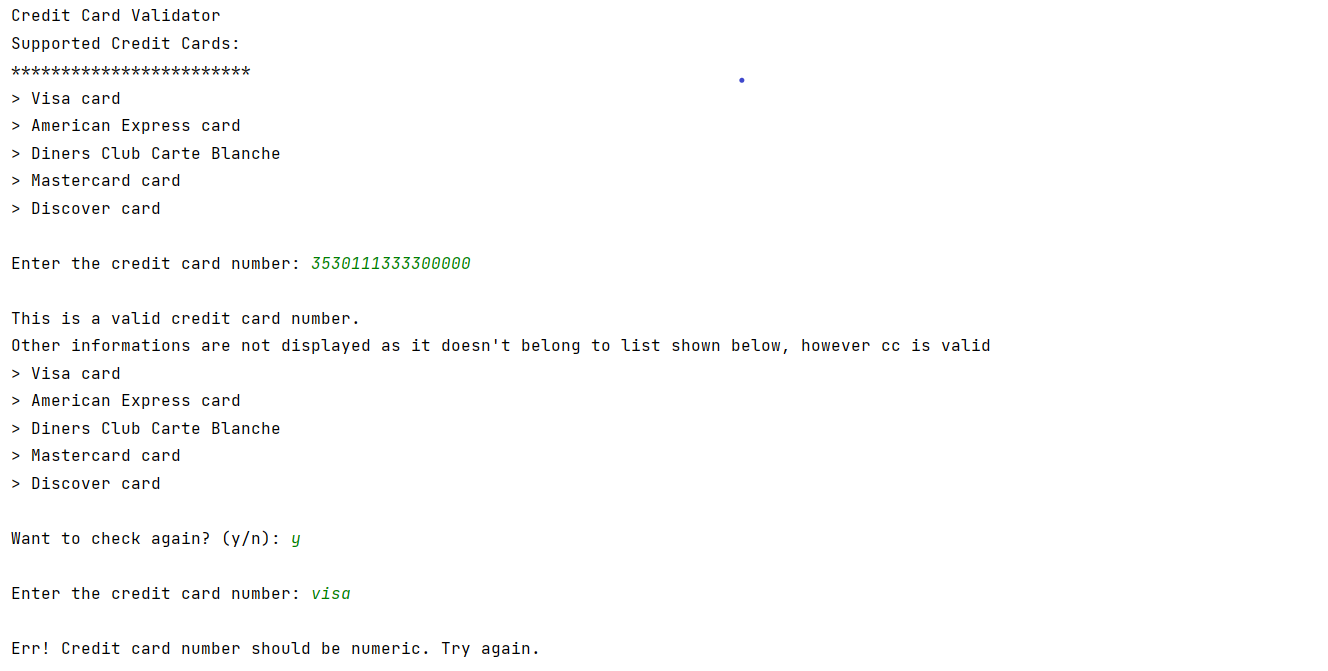 Credit Card Validator
Supported Credit Cards:
************************
> Visa card
> American Express card
> Diners Club Carte Blanche
> Mastercard card
> Discover card
Enter the credit card number: 3530111333300000
This is a valid credit card number.
Other informations are not displayed as it doesn't belong to list shown below, however cc is valid
> Visa card
> American Express card
> Diners Club Carte Blanche
> Mastercard card
> Discover card
Want to check again? (y/n): y
Enter the credit card number: visa
Err! Credit card number should be numeric. Try again.